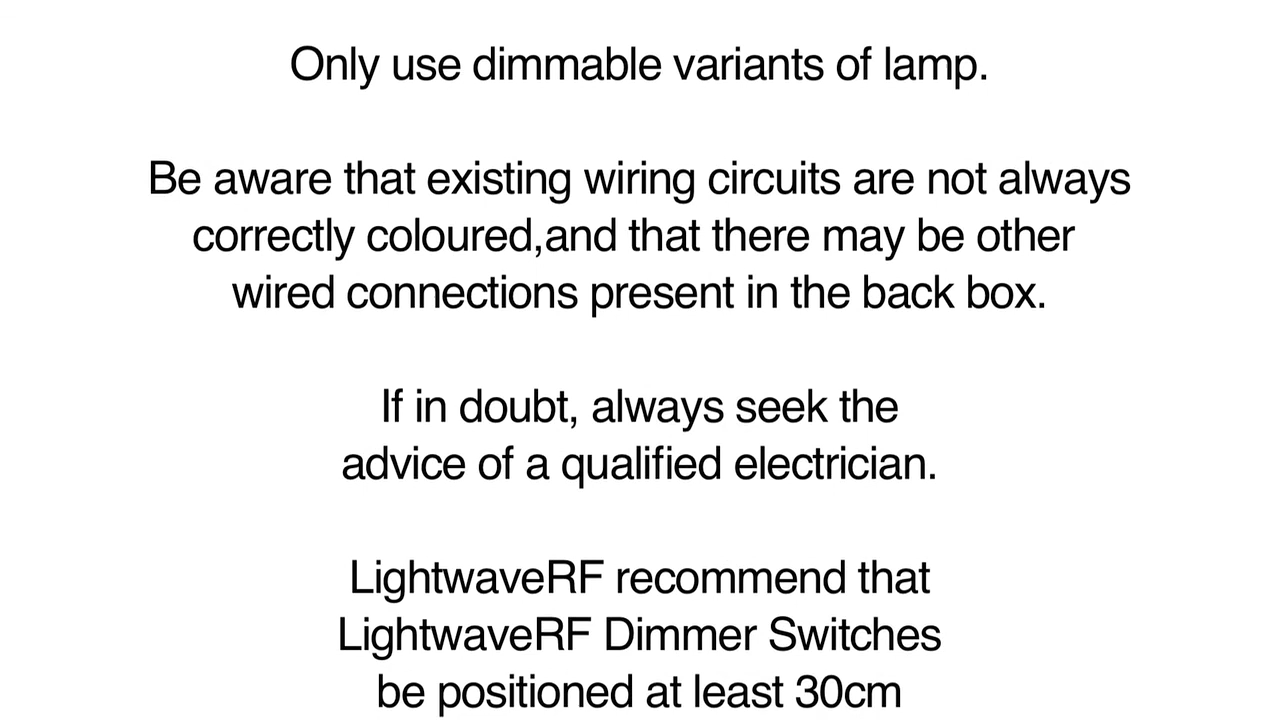 Only use dimmable variants of lamp.
Be aware that existing wiring circuits are not always
correctly coloured,and that there may be other
wired connections present in the back box.
If in doubt, always seek the
advice of a qualified electrician.
LightwaveRF recommend that
LightwaveRF Dimmer Switches
be positioned at least 30cm